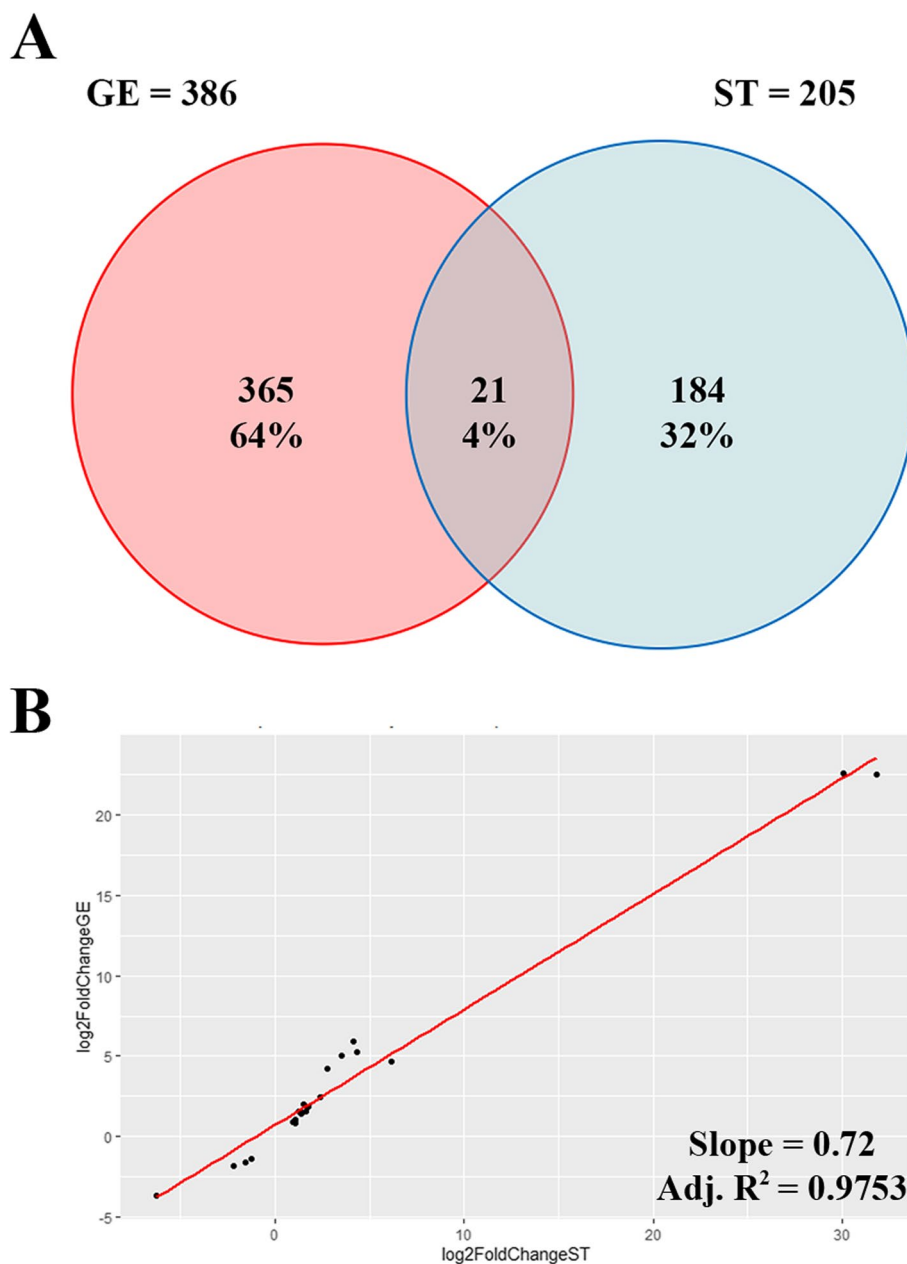 A
GE = 386
ST = 205
365
64%
21
4%
184
32%
B
20
15
10
5
0
-5
log2FoldChangeGE
Slope = 0.72
Adj. R² = 0.9753
0
10
20
30
log2FoldChangeST